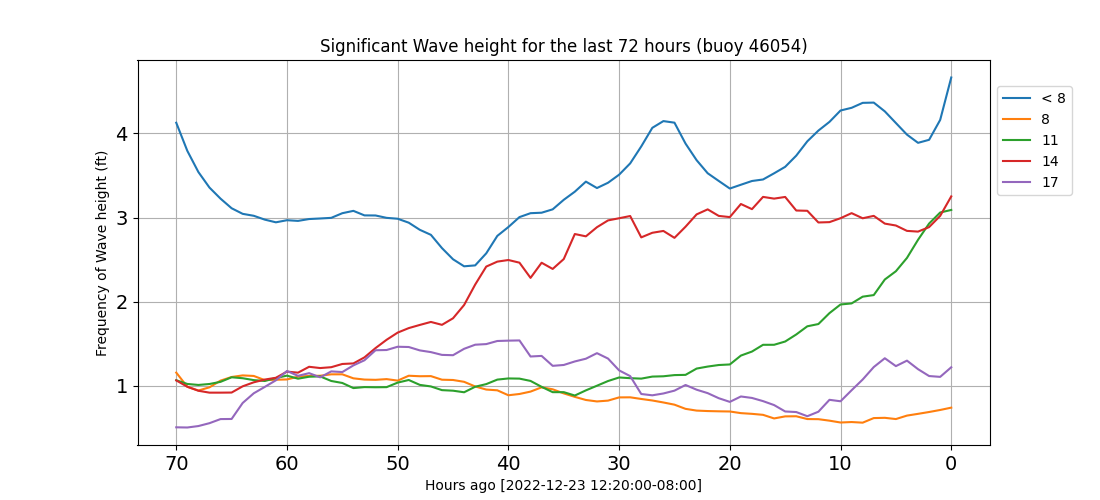 Significant Wave height for the last 72 hours (buoy 46054)
Frequency of Wave height (ft)
4
3
2
1
70 60 50 40 30 20 10 0
Hours ago [2022-12-23 12:20:00-08:00]
< 8
8
11
14
17